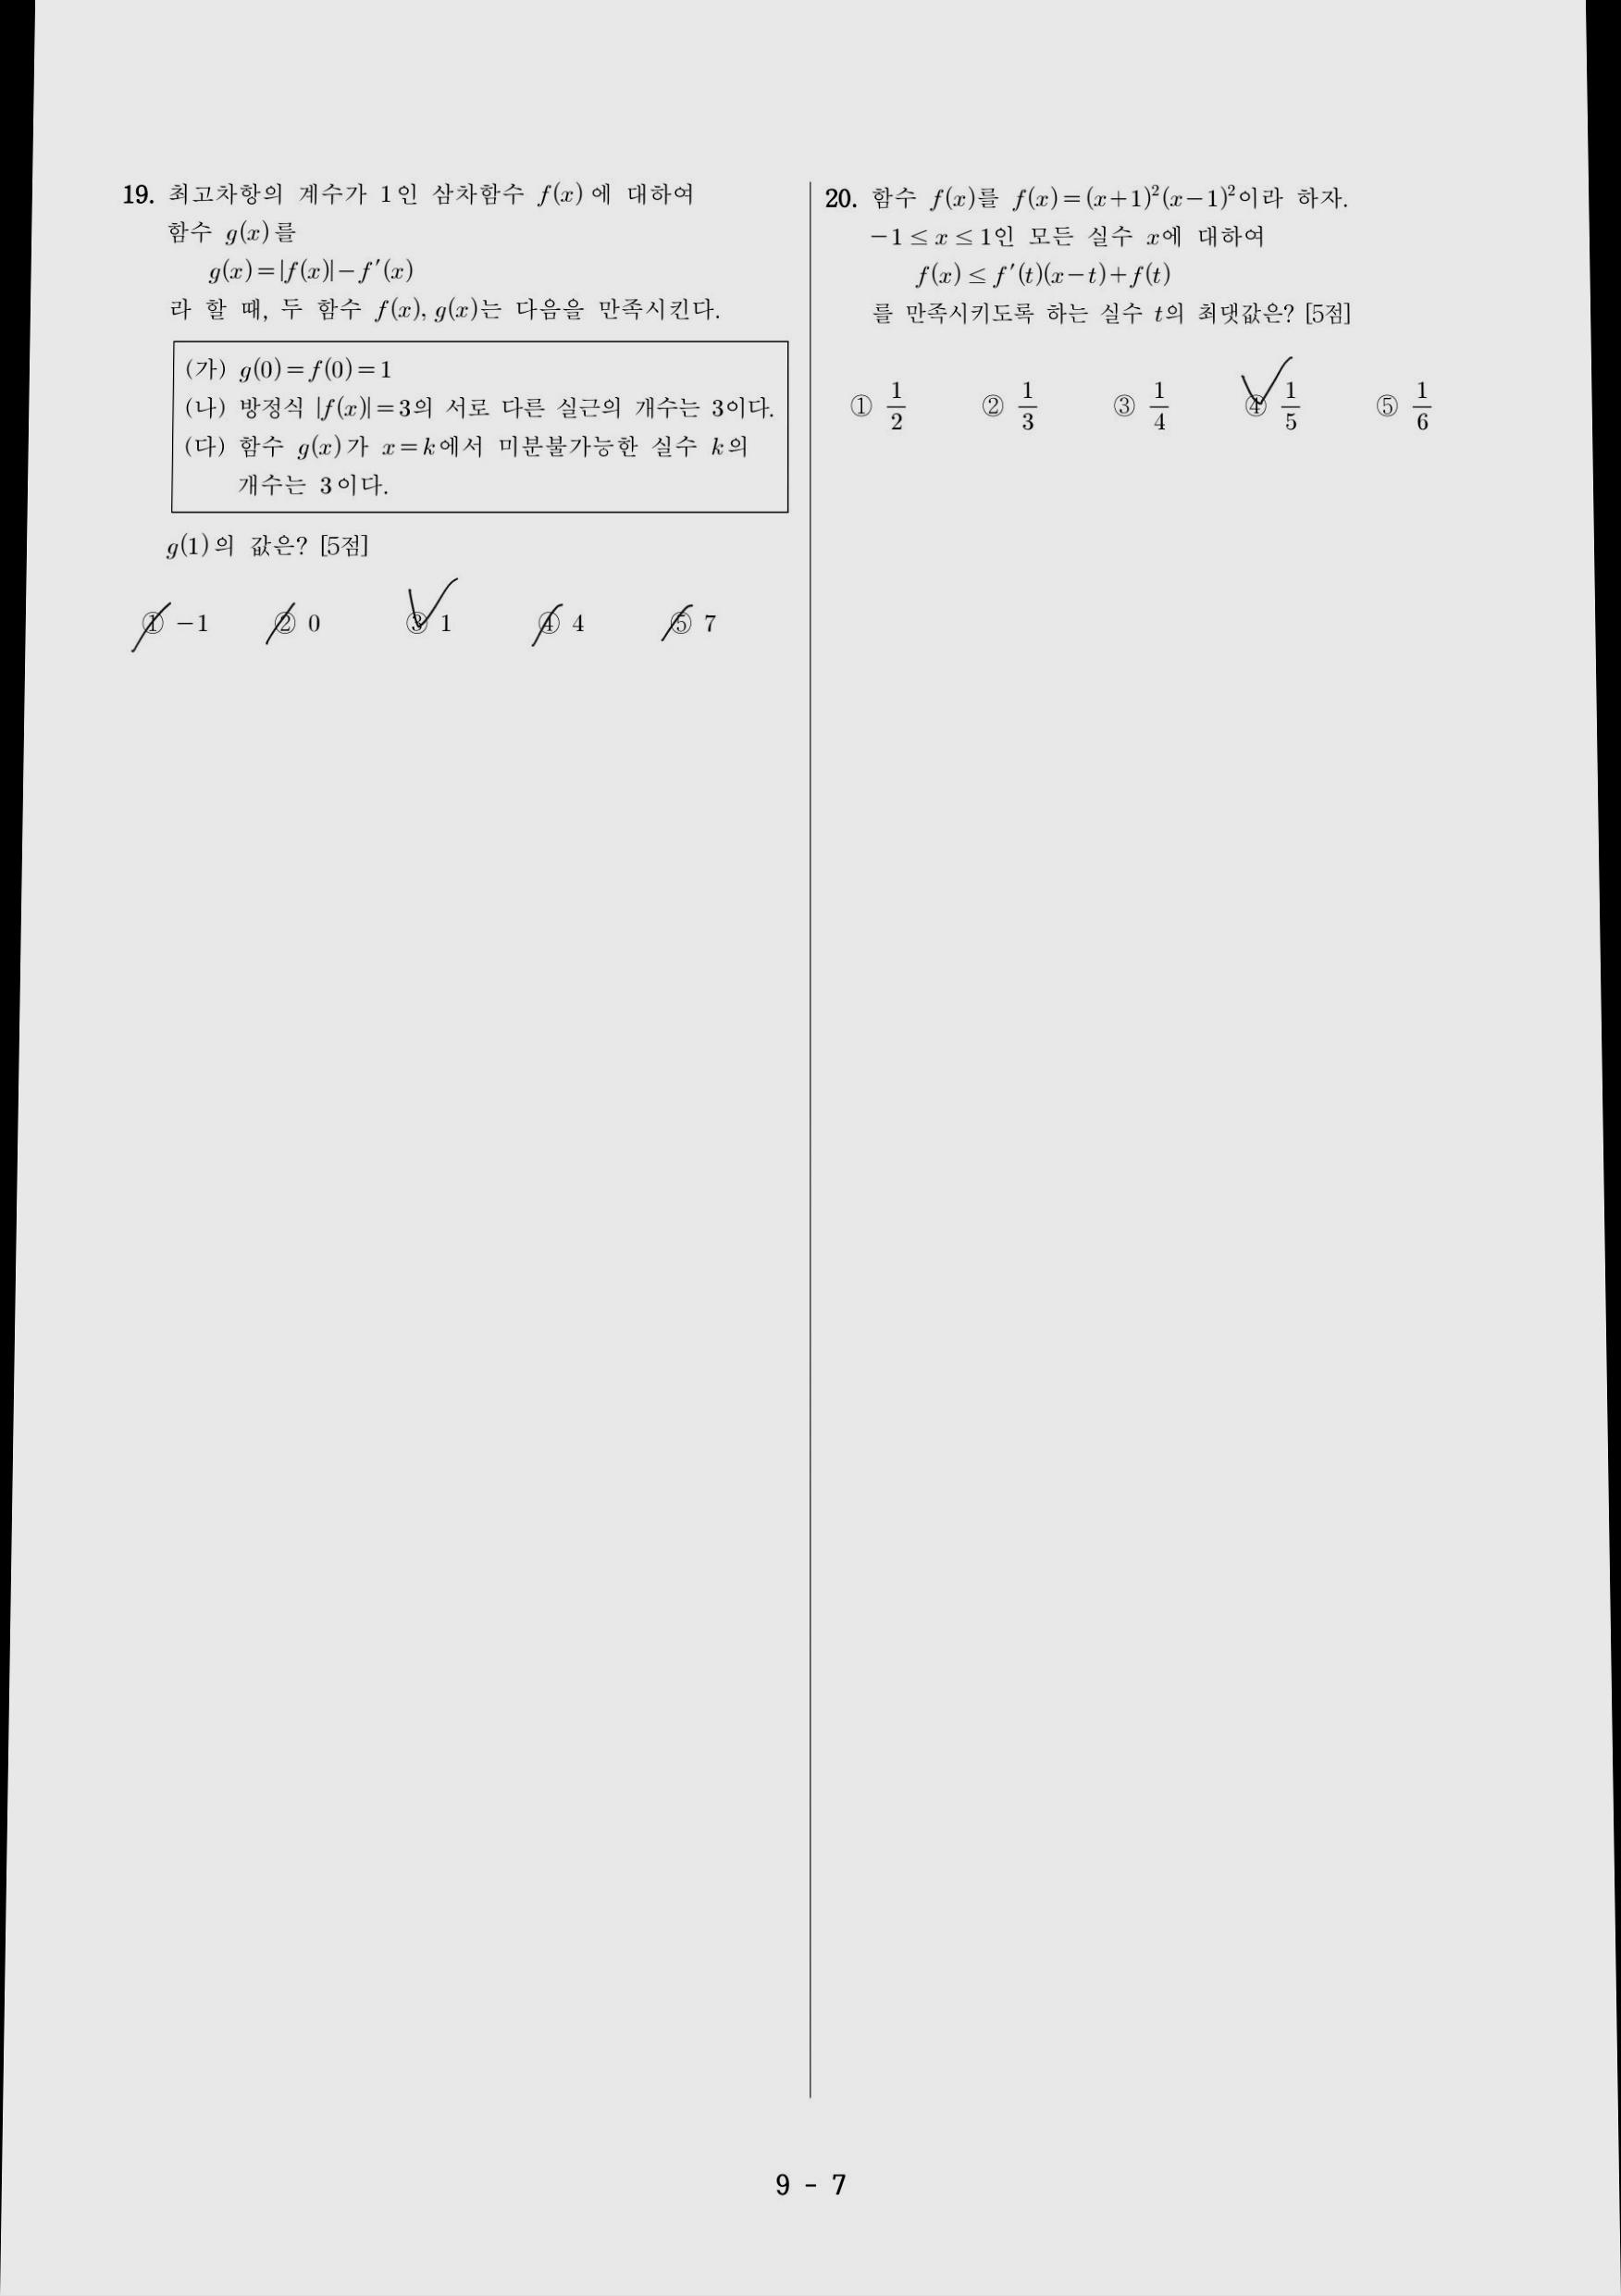 19. 최고차항의 계수가 1인 삼차함수 f(x)에 대하여
함수 g(x)를
g(x)=|f(x)|−f′(x)
라 할 때, 두 함수 f(x), g(x)는 다음을 만족시킨다.
(가) g(0)=f(0)=1
(나) 방정식 |f(x)|=3의 서로 다른 실근의 개수는 3이다.
(다) 함수 g(x)가 x=k에서 미분불가능한 실수 k의
개수는 3이다.
g(1)의 값은? [5점]
① −1 ② 0 ③ 1 ④ 4 ⑤ 7
20. 함수 f(x)를 f(x)=(x+1)²(x−1)²이라 하자.
−1≤x≤1인 모든 실수 x에 대하여
f(x)≤f′(t)(x−t)+f(t)
를 만족시키도록 하는 실수 t의 최댓값은? [5점]
① 1/2 ② 1/3 ③ 1/4 ④ 1/5 ⑤ 1/6
9 - 7